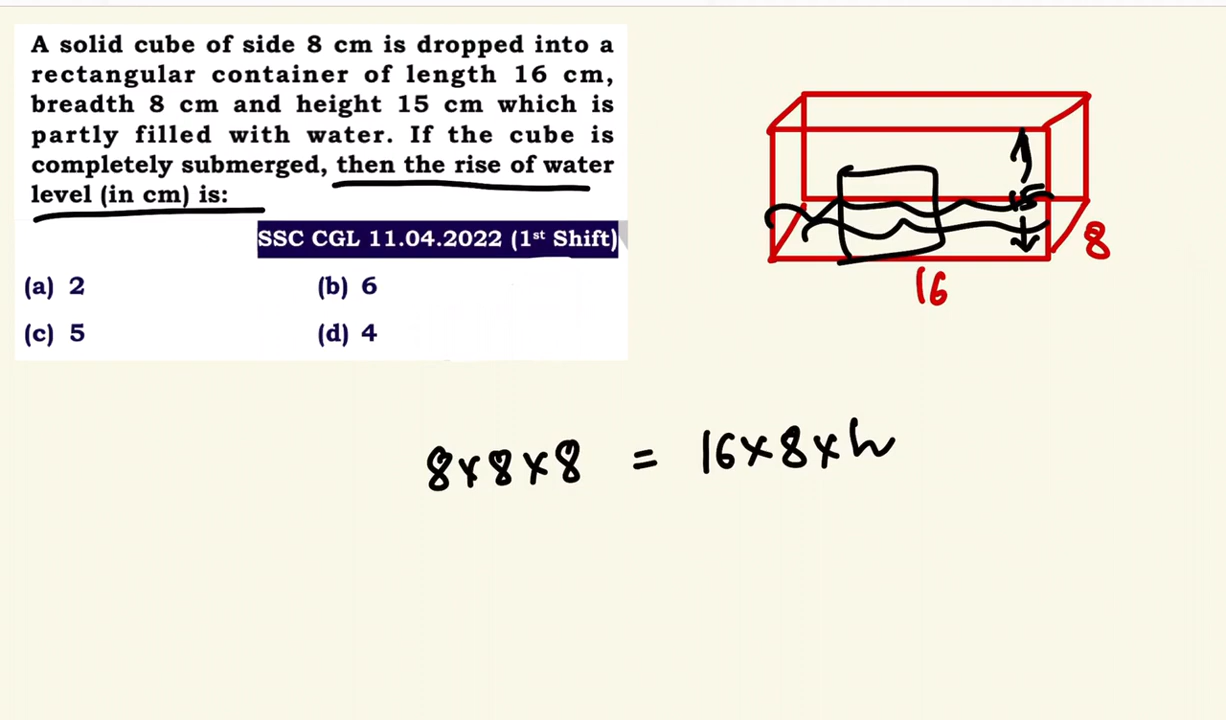 A solid cube of side 8 cm is dropped into a
rectangular container of length 16 cm,
breadth 8 cm and height 15 cm which is
partly filled with water. If the cube is
completely submerged, then the rise of water
level (in cm) is:
SSC CGL 11.04.2022 (1st Shift)
(a) 2 (b) 6
(c) 5 (d) 4
15
8
16
8×8×8 = 16×8×h